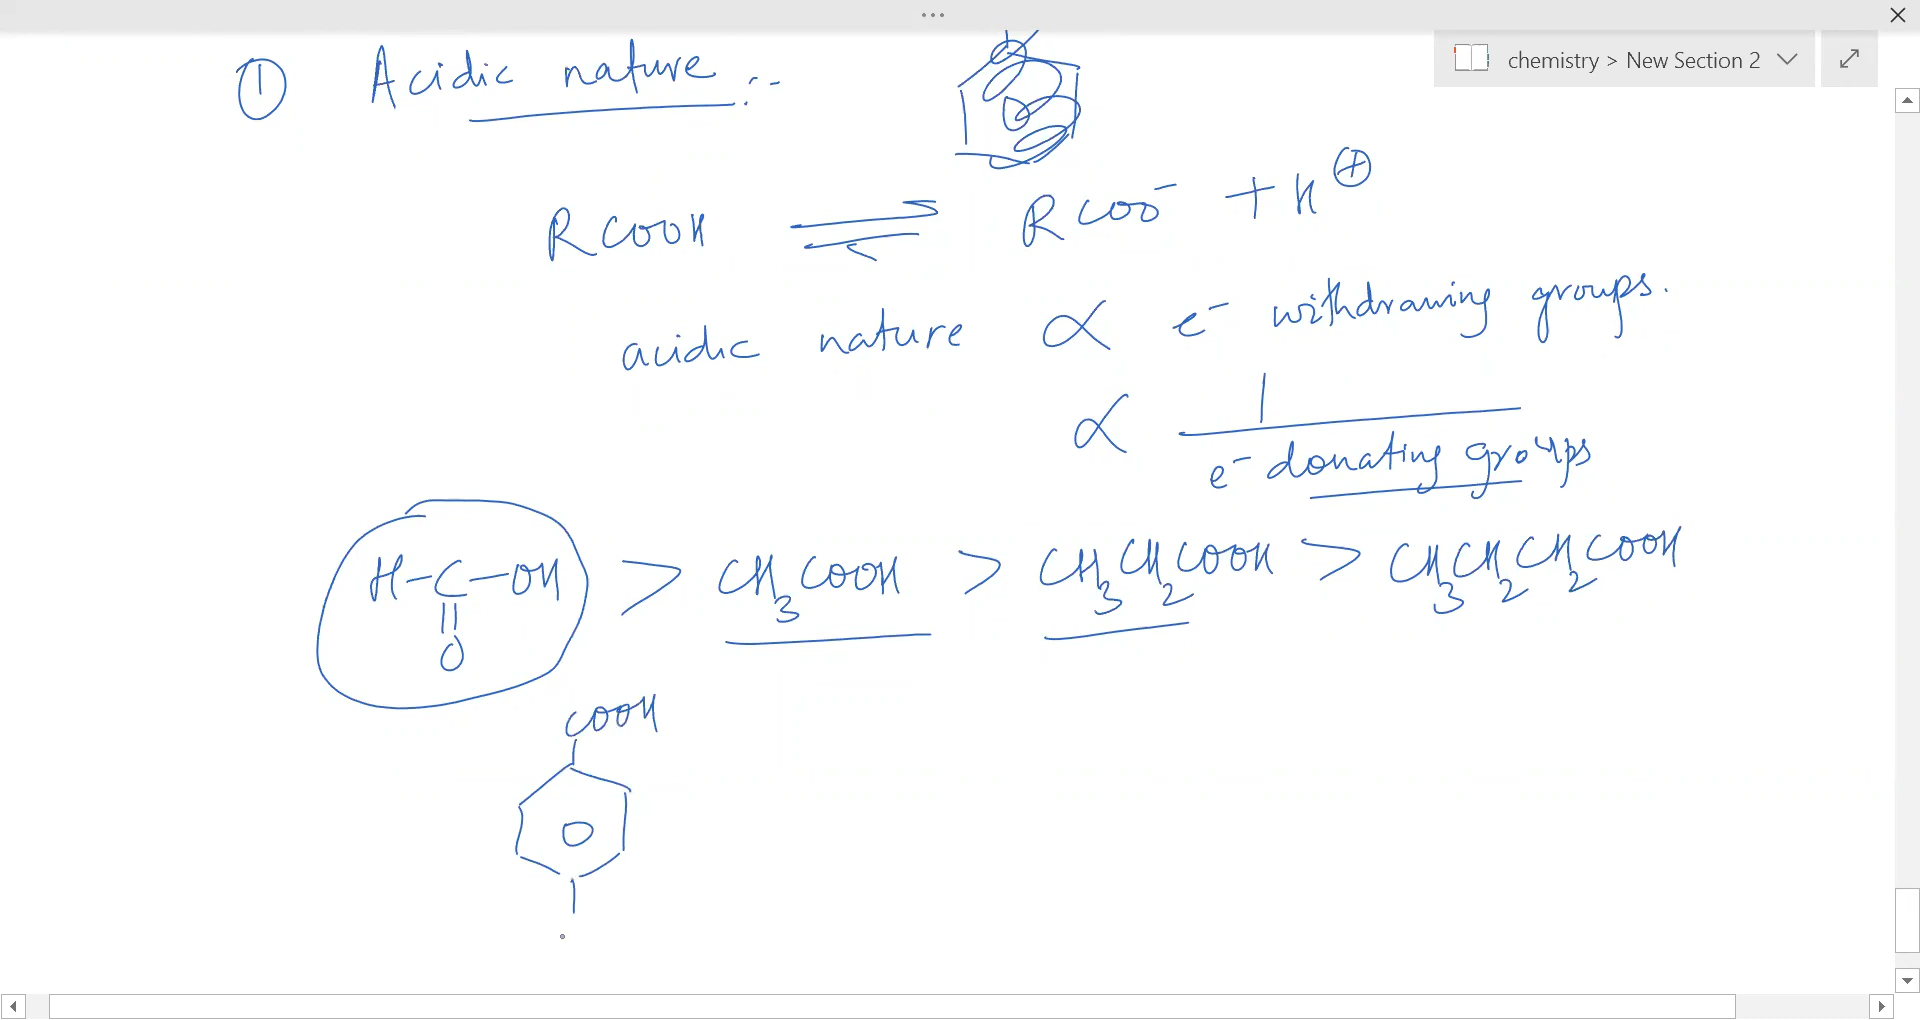 chemistry > New Section 2
① Acidic nature :-
RCOOH ⇌ RCOO⁻ + H⊕
acidic nature ∝ e⁻ withdrawing groups.
∝ 1
e⁻ donating groups
H-C-OH > CH₃COOH > CH₃CH₂COOH > CH₃CH₂CH₂COOH
O
COOH